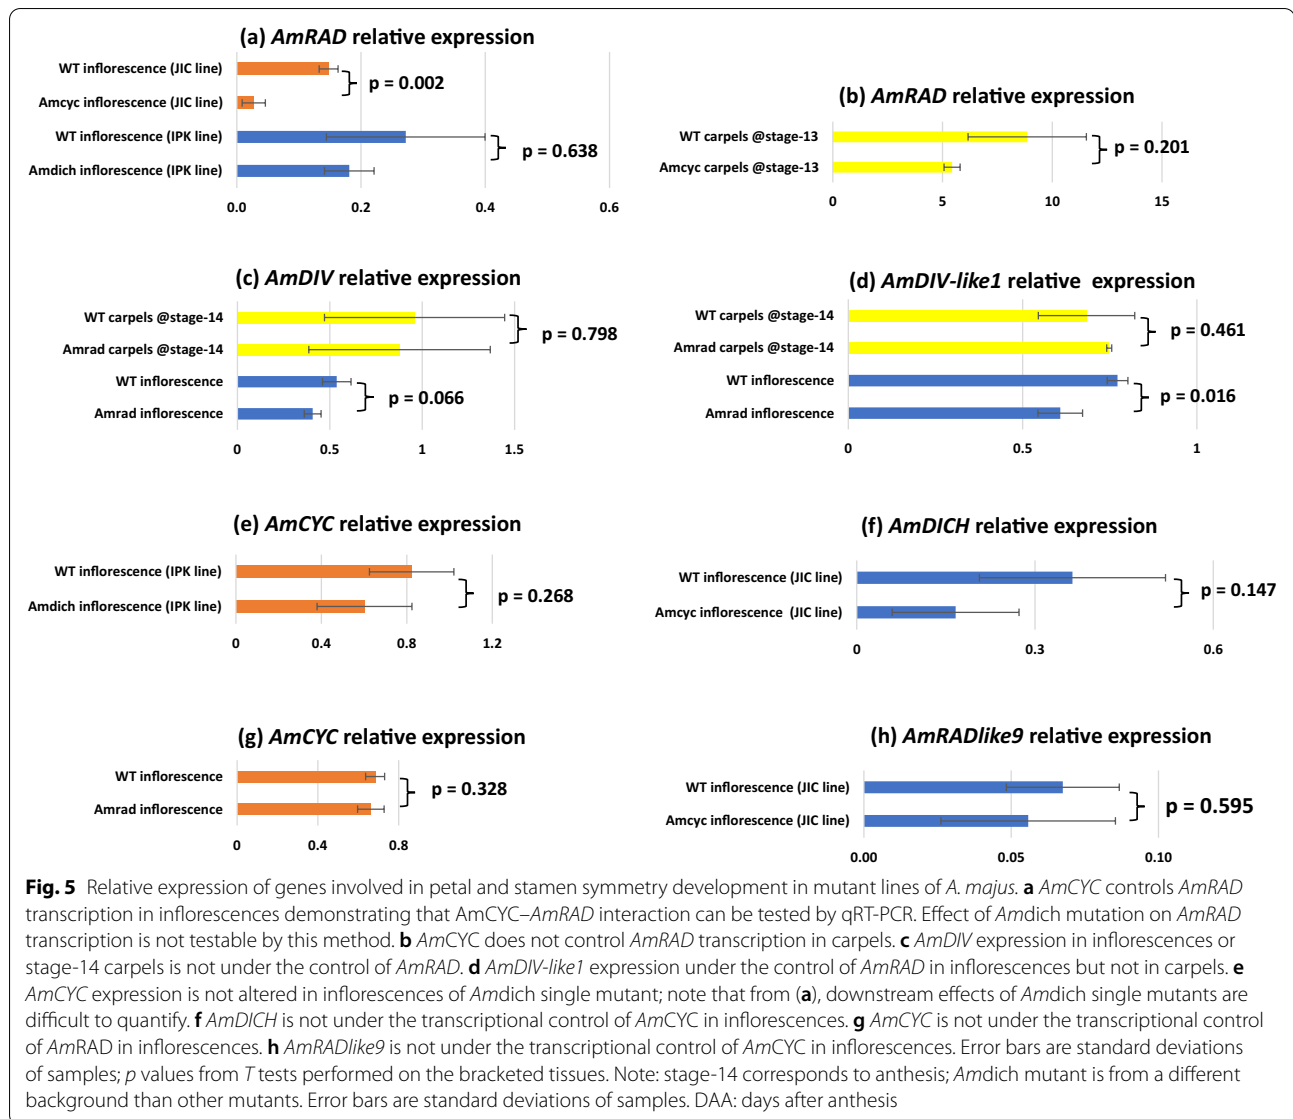 (a) AmRAD relative expression
WT inflorescence (JIC line)
Amcyc inflorescence (JIC line)
WT inflorescence (IPK line)
Amdich inflorescence (IPK line)
p = 0.002
p = 0.638
0.0 0.2 0.4 0.6
(b) AmRAD relative expression
WT carpels @stage-13
Amcyc carpels @stage-13
p = 0.201
0 5 10 15
(c) AmDIV relative expression
WT carpels @stage-14
Amrad carpels @stage-14
WT inflorescence
Amrad inflorescence
p = 0.798
p = 0.066
0 0.5 1 1.5
(d) AmDIV-like1 relative expression
WT carpels @stage-14
Amrad carpels @stage-14
WT inflorescence
Amrad inflorescence
p = 0.461
p = 0.016
0 0.5 1
(e) AmCYC relative expression
WT inflorescence (IPK line)
Amdich inflorescence (IPK line)
p = 0.268
0 0.4 0.8 1.2
(f) AmDICH relative expression
WT inflorescence (JIC line)
Amcyc inflorescence (JIC line)
p = 0.147
0 0.3 0.6
(g) AmCYC relative expression
WT inflorescence
Amrad inflorescence
p = 0.328
0 0.4 0.8
(h) AmRADlike9 relative expression
WT inflorescence (JIC line)
Amcyc inflorescence (JIC line)
p = 0.595
0.00 0.05 0.10
Fig. 5 Relative expression of genes involved in petal and stamen symmetry development in mutant lines of A. majus. a AmCYC controls AmRAD
transcription in inflorescences demonstrating that AmCYC–AmRAD interaction can be tested by qRT-PCR. Effect of Amdich mutation on AmRAD
transcription is not testable by this method. b AmCYC does not control AmRAD transcription in carpels. c AmDIV expression in inflorescences or
stage-14 carpels is not under the control of AmRAD. d AmDIV-like1 expression under the control of AmRAD in inflorescences but not in carpels. e
AmCYC expression is not altered in inflorescences of Amdich single mutant; note that from (a), downstream effects of Amdich single mutants are
difficult to quantify. f AmDICH is not under the transcriptional control of AmCYC in inflorescences. g AmCYC is not under the transcriptional control
of AmRAD in inflorescences. h AmRADlike9 is not under the transcriptional control of AmCYC in inflorescences. Error bars are standard deviations
of samples; p values from T tests performed on the bracketed tissues. Note: stage-14 corresponds to anthesis; Amdich mutant is from a different
background than other mutants. Error bars are standard deviations of samples. DAA: days after anthesis